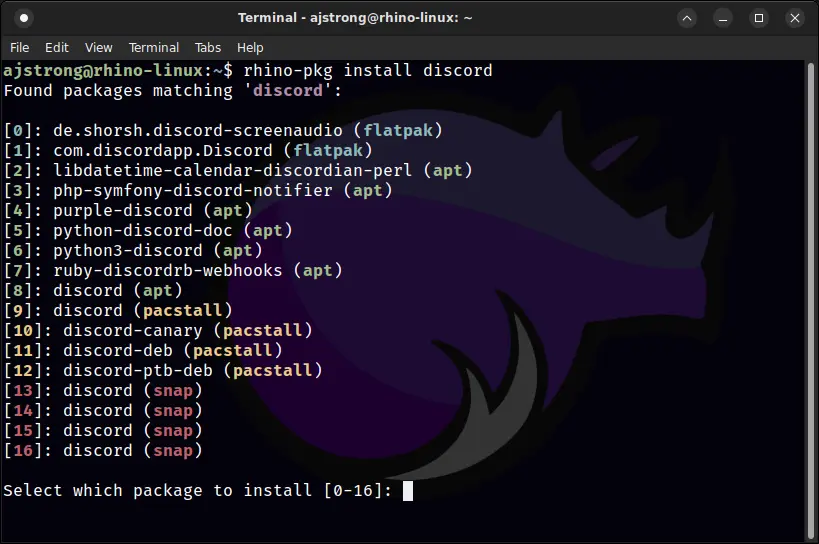 Terminal - ajstrong@rhino-linux: ~
File Edit View Terminal Tabs Help
ajstrong@rhino-linux:~$ rhino-pkg install discord
Found packages matching 'discord':
[0]: de.shorsh.discord-screenaudio (flatpak)
[1]: com.discordapp.Discord (flatpak)
[2]: libdatetime-calendar-discordian-perl (apt)
[3]: php-symfony-discord-notifier (apt)
[4]: purple-discord (apt)
[5]: python-discord-doc (apt)
[6]: python3-discord (apt)
[7]: ruby-discordrb-webhooks (apt)
[8]: discord (apt)
[9]: discord (pacstall)
[10]: discord-canary (pacstall)
[11]: discord-deb (pacstall)
[12]: discord-ptb-deb (pacstall)
[13]: discord (snap)
[14]: discord (snap)
[15]: discord (snap)
[16]: discord (snap)
Select which package to install [0-16]: